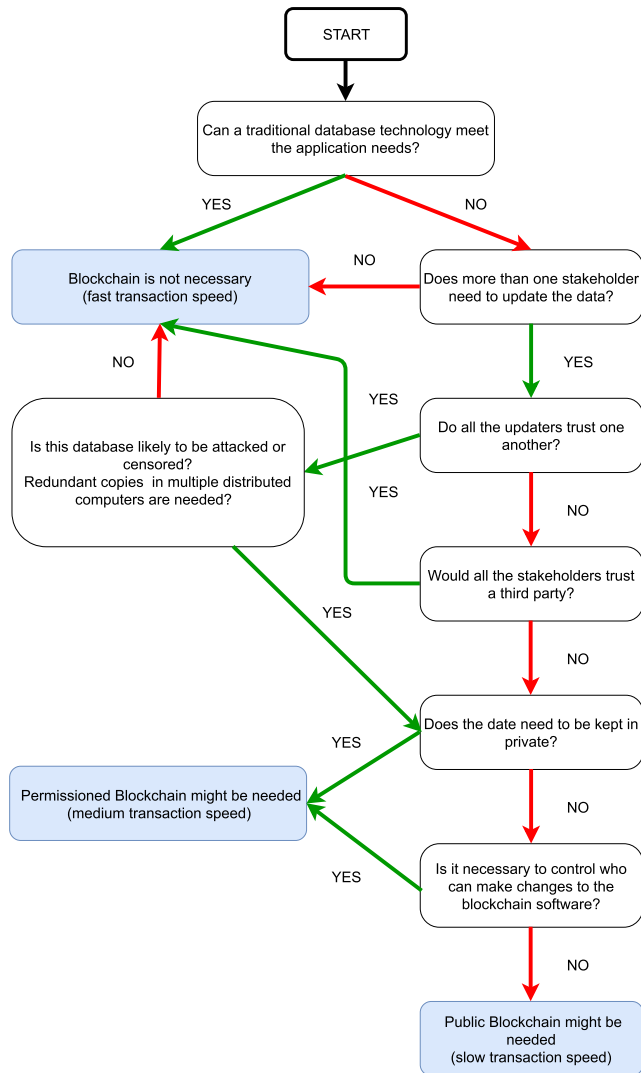 START
Can a traditional database technology meet
the application needs?
YES
NO
Blockchain is not necessary
(fast transaction speed)
NO
Does more than one stakeholder
need to update the data?
NO
YES
Is this database likely to be attacked or
censored?
Redundant copies in multiple distributed
computers are needed?
YES
Do all the updaters trust one
another?
YES
NO
Would all the stakeholders trust
a third party?
YES
NO
Does the date need to be kept in
private?
YES
Permissioned Blockchain might be needed
(medium transaction speed)
NO
YES
Is it necessary to control who
can make changes to the
blockchain software?
NO
Public Blockchain might be
needed
(slow transaction speed)